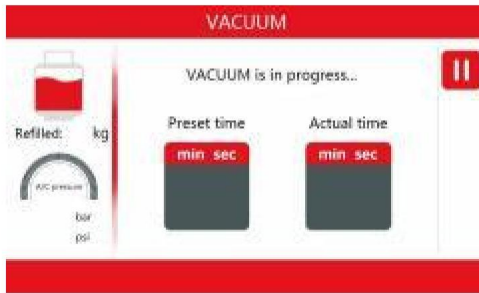 VACUUM
VACUUM is in progress...
Preset time Actual time
min sec min sec
Refilled: kg
A/C pressure
bar
psi